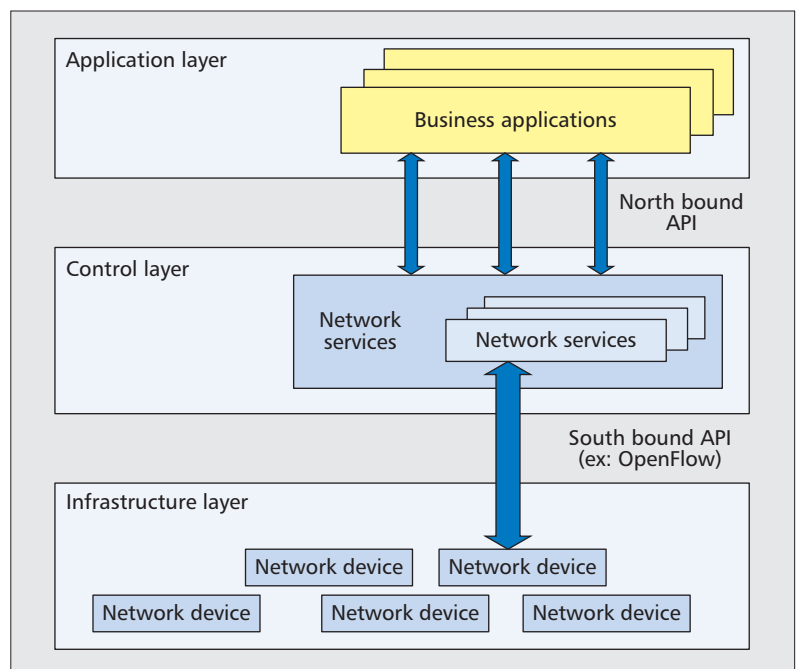 Application layer
Business applications
North bound
API
Control layer
Network
services
Network services
South bound API
(ex: OpenFlow)
Infrastructure layer
Network device
Network device
Network device
Network device
Network device